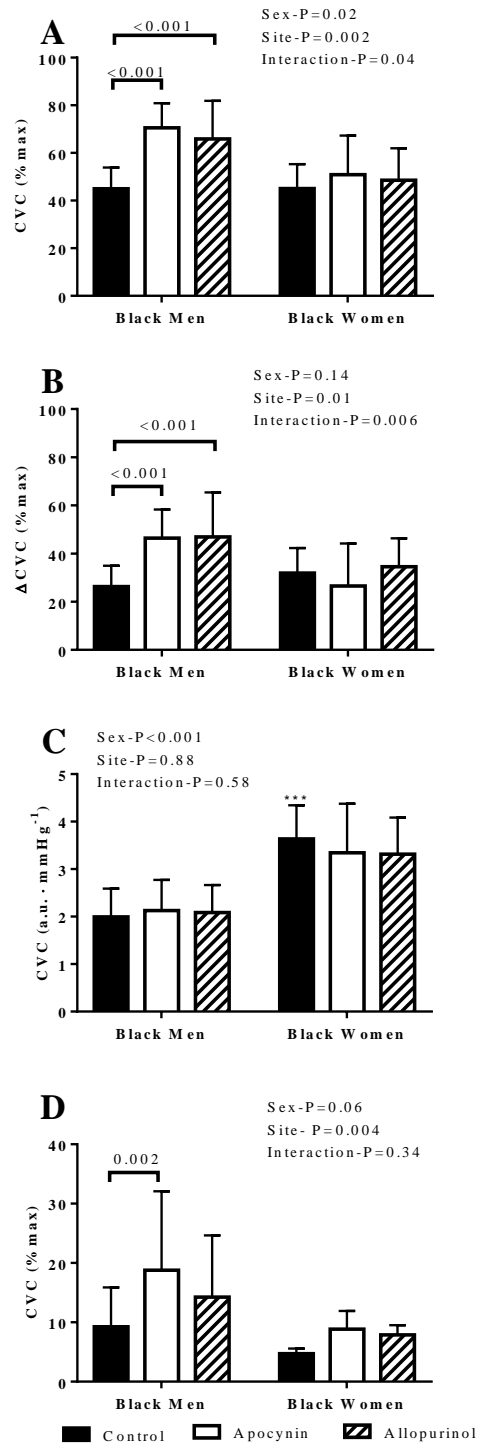 A
Sex-P=0.02
Site-P=0.002
Interaction-P=0.04
<0.001
<0.001
CVC (%max)
100
80
60
40
20
0
Black Men
Black Women
B
Sex-P=0.14
Site-P=0.01
Interaction-P=0.006
<0.001
<0.001
ΔCVC (%max)
100
80
60
40
20
0
Black Men
Black Women
C
Sex-P<0.001
Site-P=0.88
Interaction-P=0.58
***
CVC (a.u. · mmHg⁻¹)
5
4
3
2
1
0
Black Men
Black Women
D
Sex-P=0.06
Site- P=0.004
Interaction-P=0.34
0.002
CVC (%max)
40
30
20
10
0
Black Men
Black Women
Control
Apocynin
Allopurinol